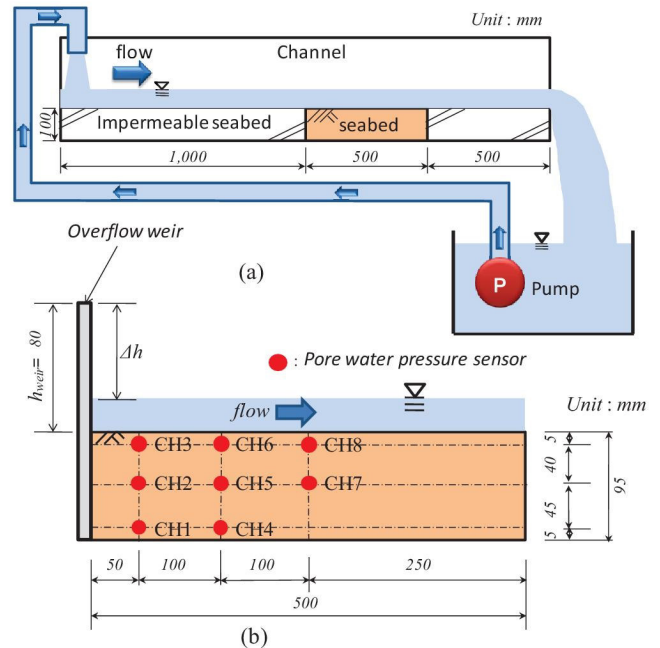 Unit : mm
flow
Channel
100
Impermeable seabed
seabed
1,000
500
500
Overflow weir
(a)
P
Pump
hweir= 80
Δh
: Pore water pressure sensor
flow
Unit : mm
CH3
CH6
CH8
CH2
CH5
CH7
CH1
CH4
5
40
45
5
95
50
100
100
250
500
(b)